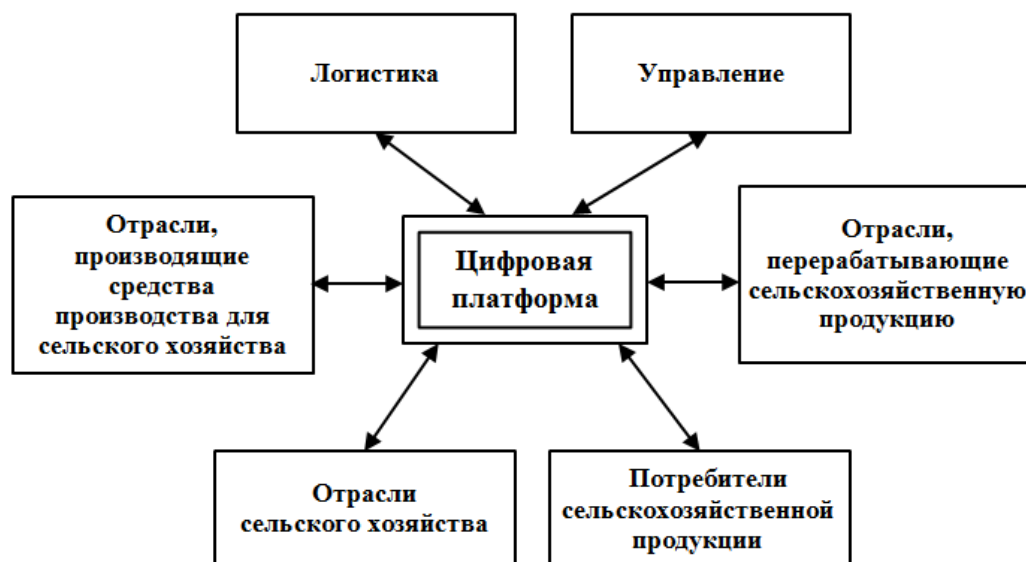 Логистика
Управление
Отрасли,
производящие
средства
производства для
сельского хозяйства
Цифровая
платформа
Отрасли,
перерабатывающие
сельскохозяйственную
продукцию
Отрасли
сельского хозяйства
Потребители
сельскохозяйственной
продукции